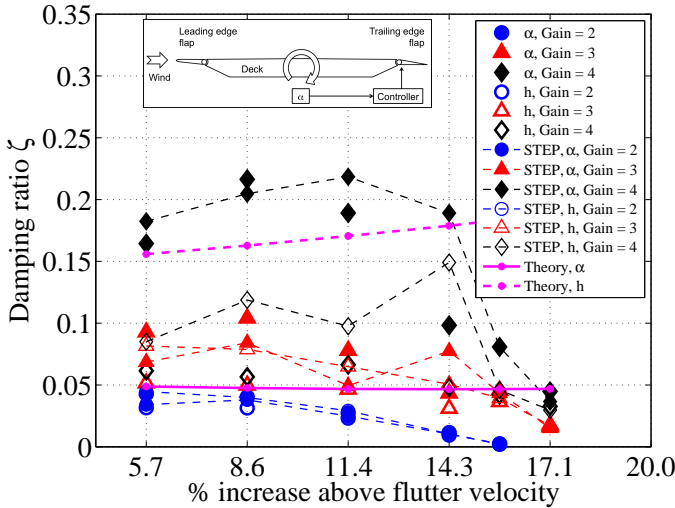 0.35
0.3
0.25
0.2
0.15
0.1
0.05
0
Damping ratio ζ
5.7 8.6 11.4 14.3 17.1 20.0
% increase above flutter velocity
Leading edge
flap
Trailing edge
flap
Wind
Deck
α
Controller
α, Gain = 2
α, Gain = 3
α, Gain = 4
h, Gain = 2
h, Gain = 3
h, Gain = 4
STEP, α, Gain = 2
STEP, α, Gain = 3
STEP, α, Gain = 4
STEP, h, Gain = 2
STEP, h, Gain = 3
STEP, h, Gain = 4
Theory, α
Theory, h